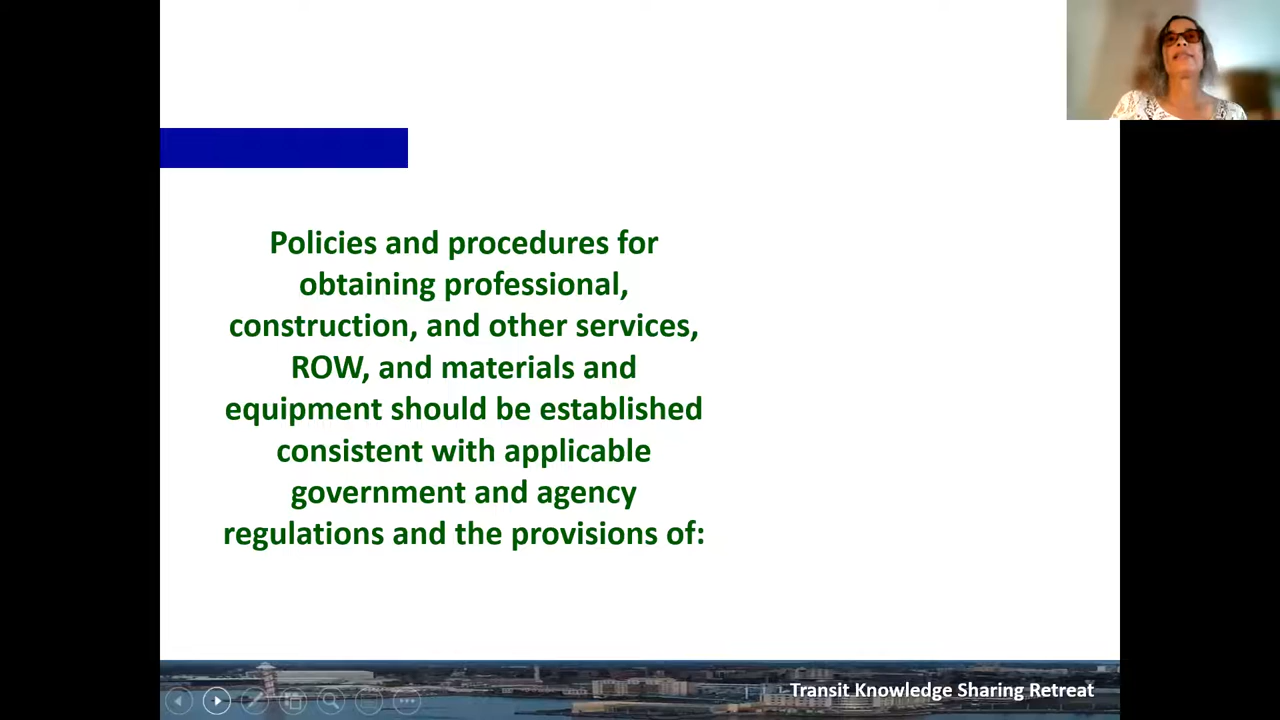 Policies and procedures for
obtaining professional,
construction, and other services,
ROW, and materials and
equipment should be established
consistent with applicable
government and agency
regulations and the provisions of:
Transit Knowledge Sharing Retreat